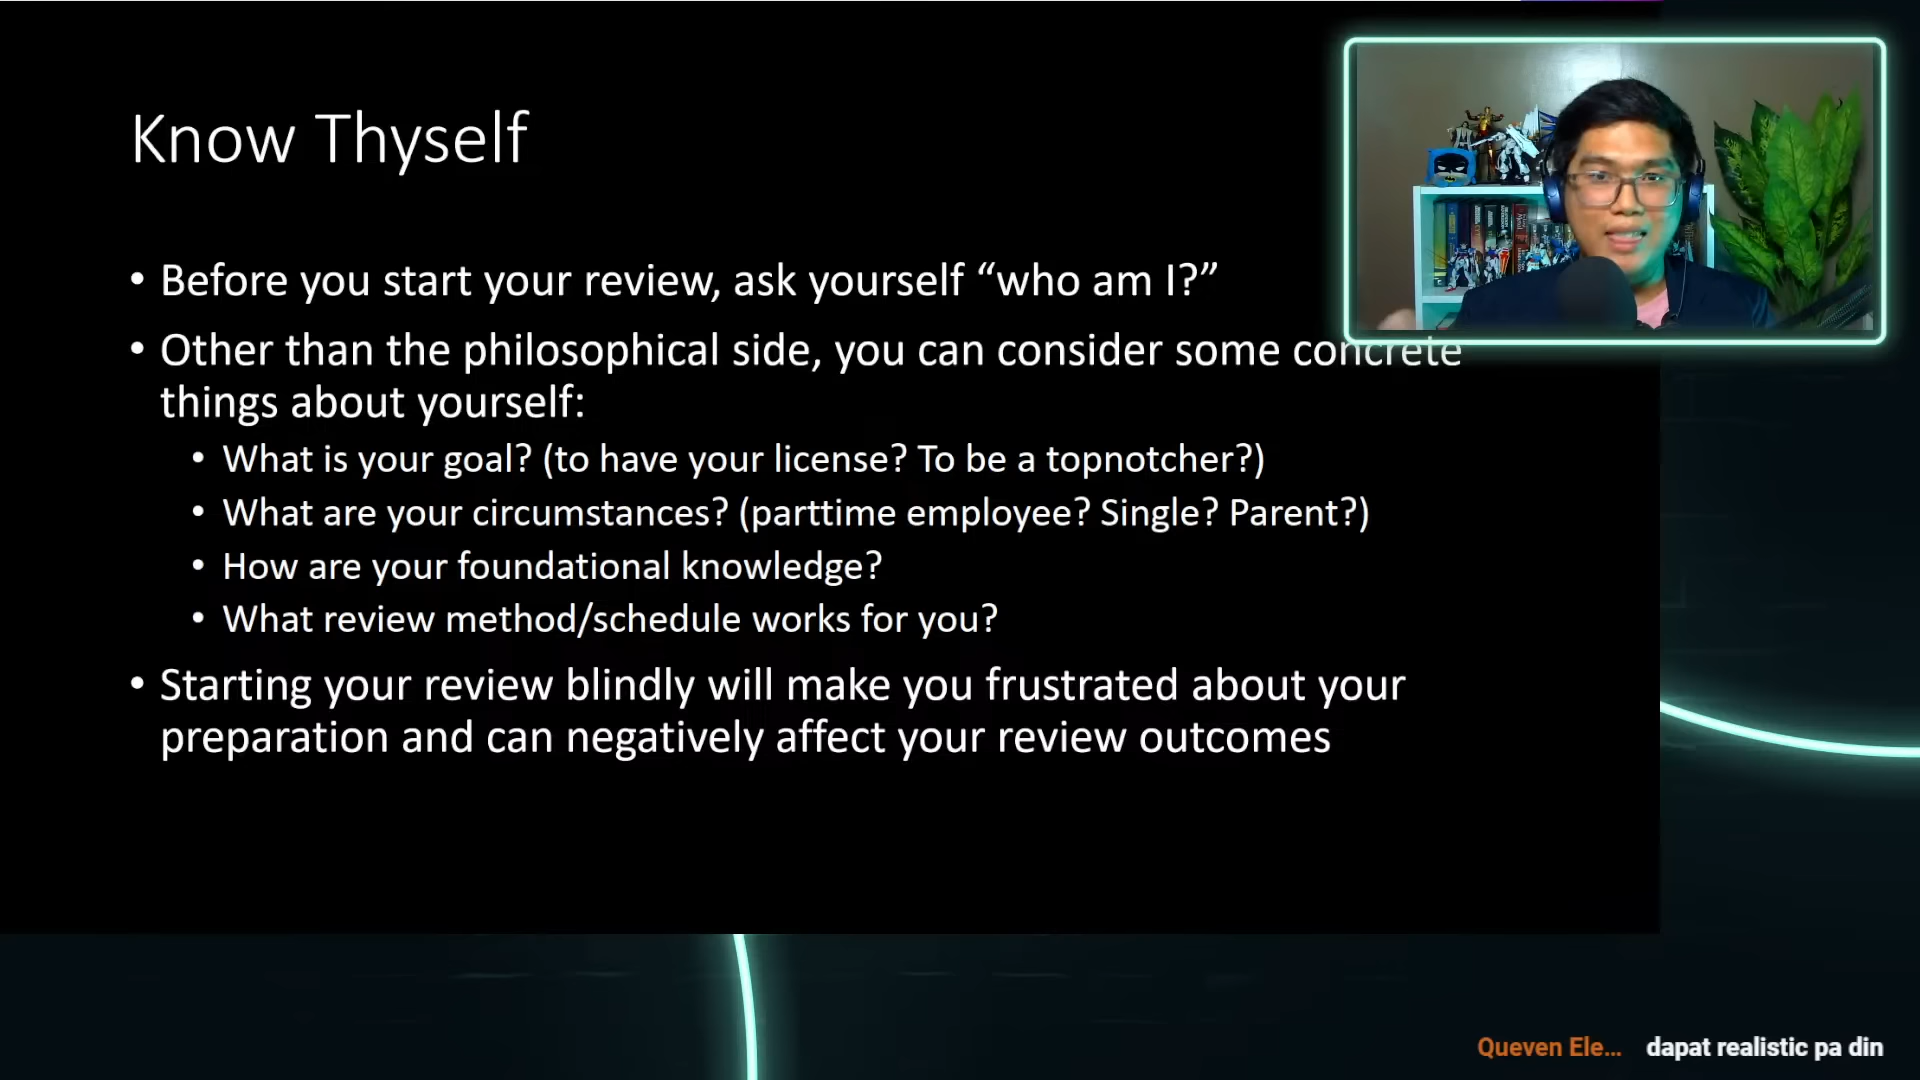 Know Thyself
• Before you start your review, ask yourself “who am I?”
• Other than the philosophical side, you can consider some concrete
things about yourself:
• What is your goal? (to have your license? To be a topnotcher?)
• What are your circumstances? (parttime employee? Single? Parent?)
• How are your foundational knowledge?
• What review method/schedule works for you?
• Starting your review blindly will make you frustrated about your
preparation and can negatively affect your review outcomes
Queven Ele... dapat realistic pa din